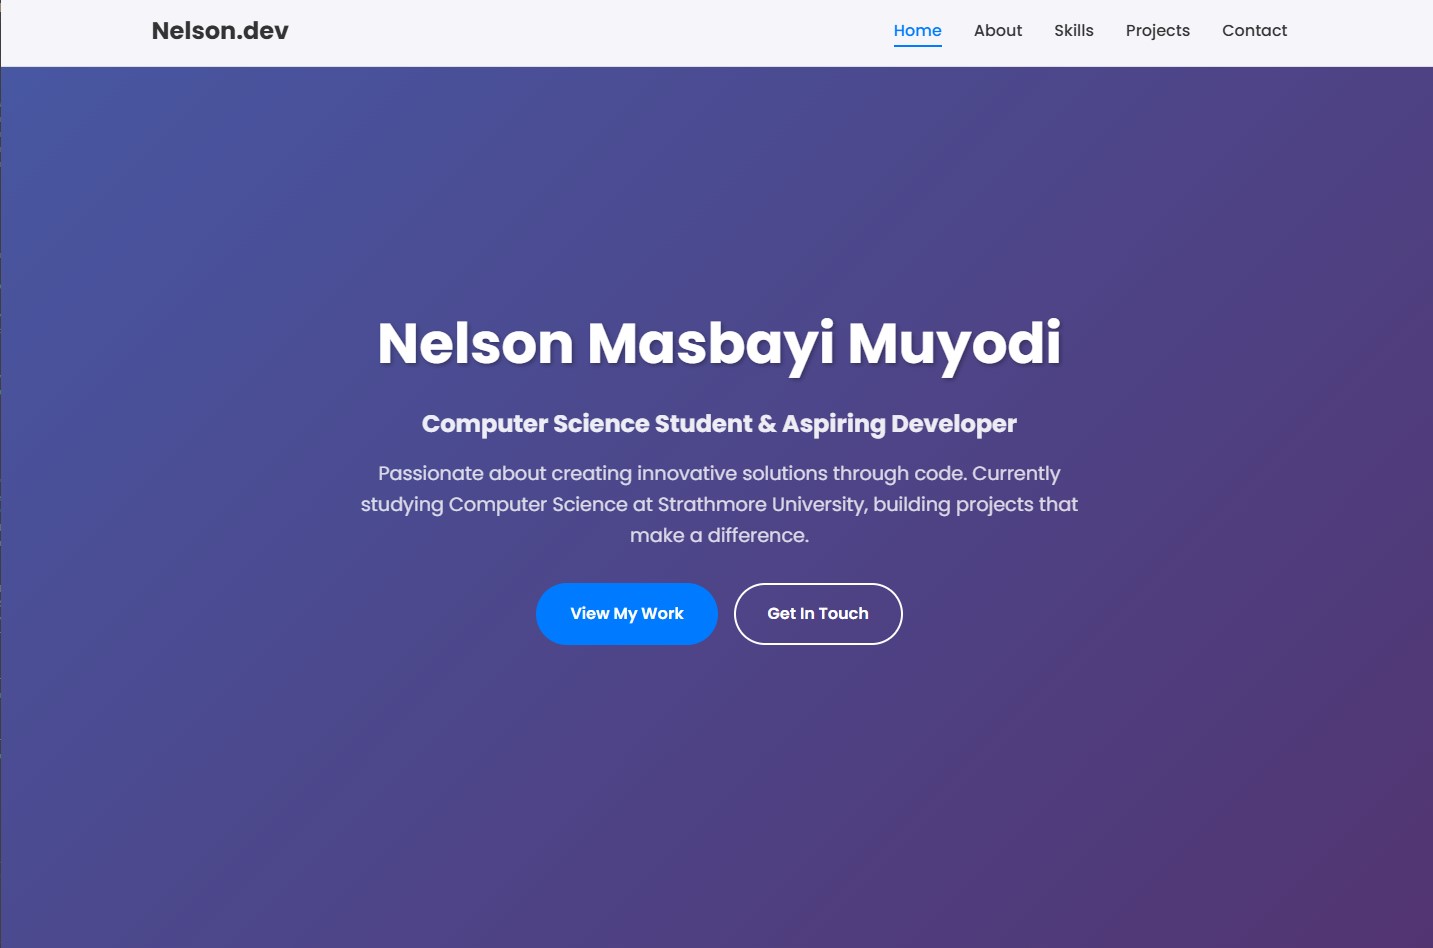 Nelson.dev
Home
About
Skills
Projects
Contact
Nelson Masbayi Muyodi
Computer Science Student & Aspiring Developer
Passionate about creating innovative solutions through code. Currently
studying Computer Science at Strathmore University, building projects that
make a difference.
View My Work
Get In Touch